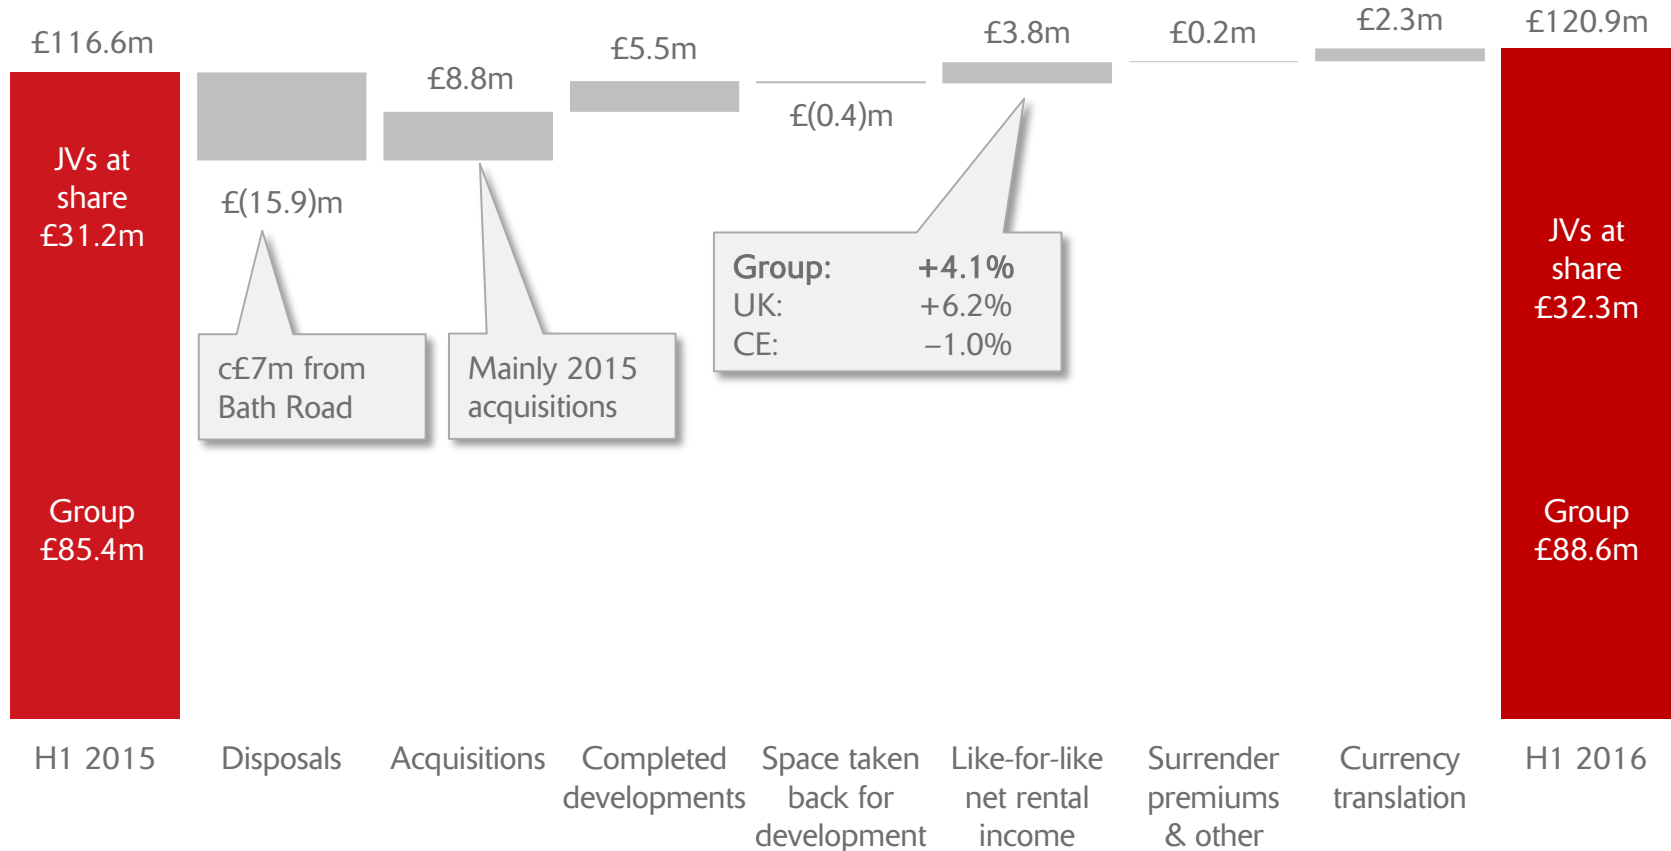 £116.6m
JVs at
share
£31.2m
Group
£85.4m
£(15.9)m
c£7m from
Bath Road
£8.8m
Mainly 2015
acquisitions
£5.5m
£(0.4)m
£3.8m
Group: +4.1%
UK: +6.2%
CE: –1.0%
£0.2m
£2.3m
£120.9m
JVs at
share
£32.3m
Group
£88.6m
H1 2015
Disposals
Acquisitions
Completed
developments
Space taken
back for
development
Like-for-like
net rental
income
Surrender
premiums
& other
Currency
translation
H1 2016